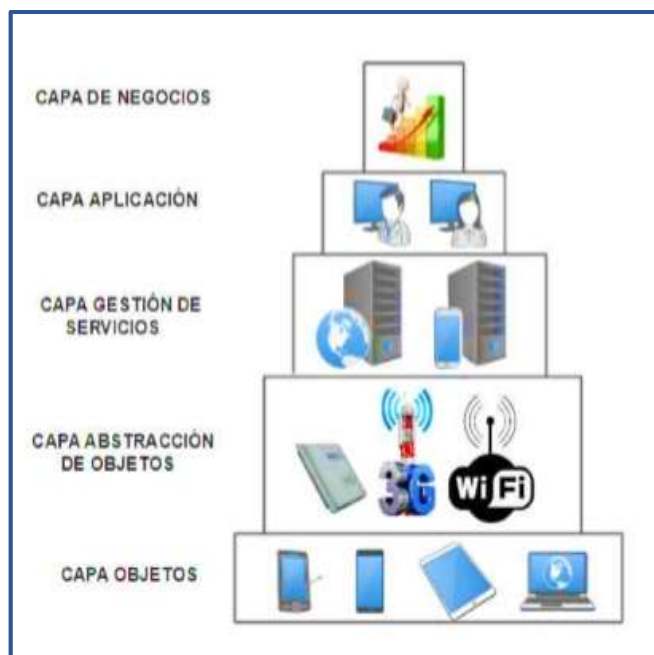 CAPA DE NEGOCIOS
CAPA APLICACIÓN
CAPA GESTIÓN DE
SERVICIOS
CAPA ABSTRACCIÓN
DE OBJETOS
3G
WiFi
CAPA OBJETOS